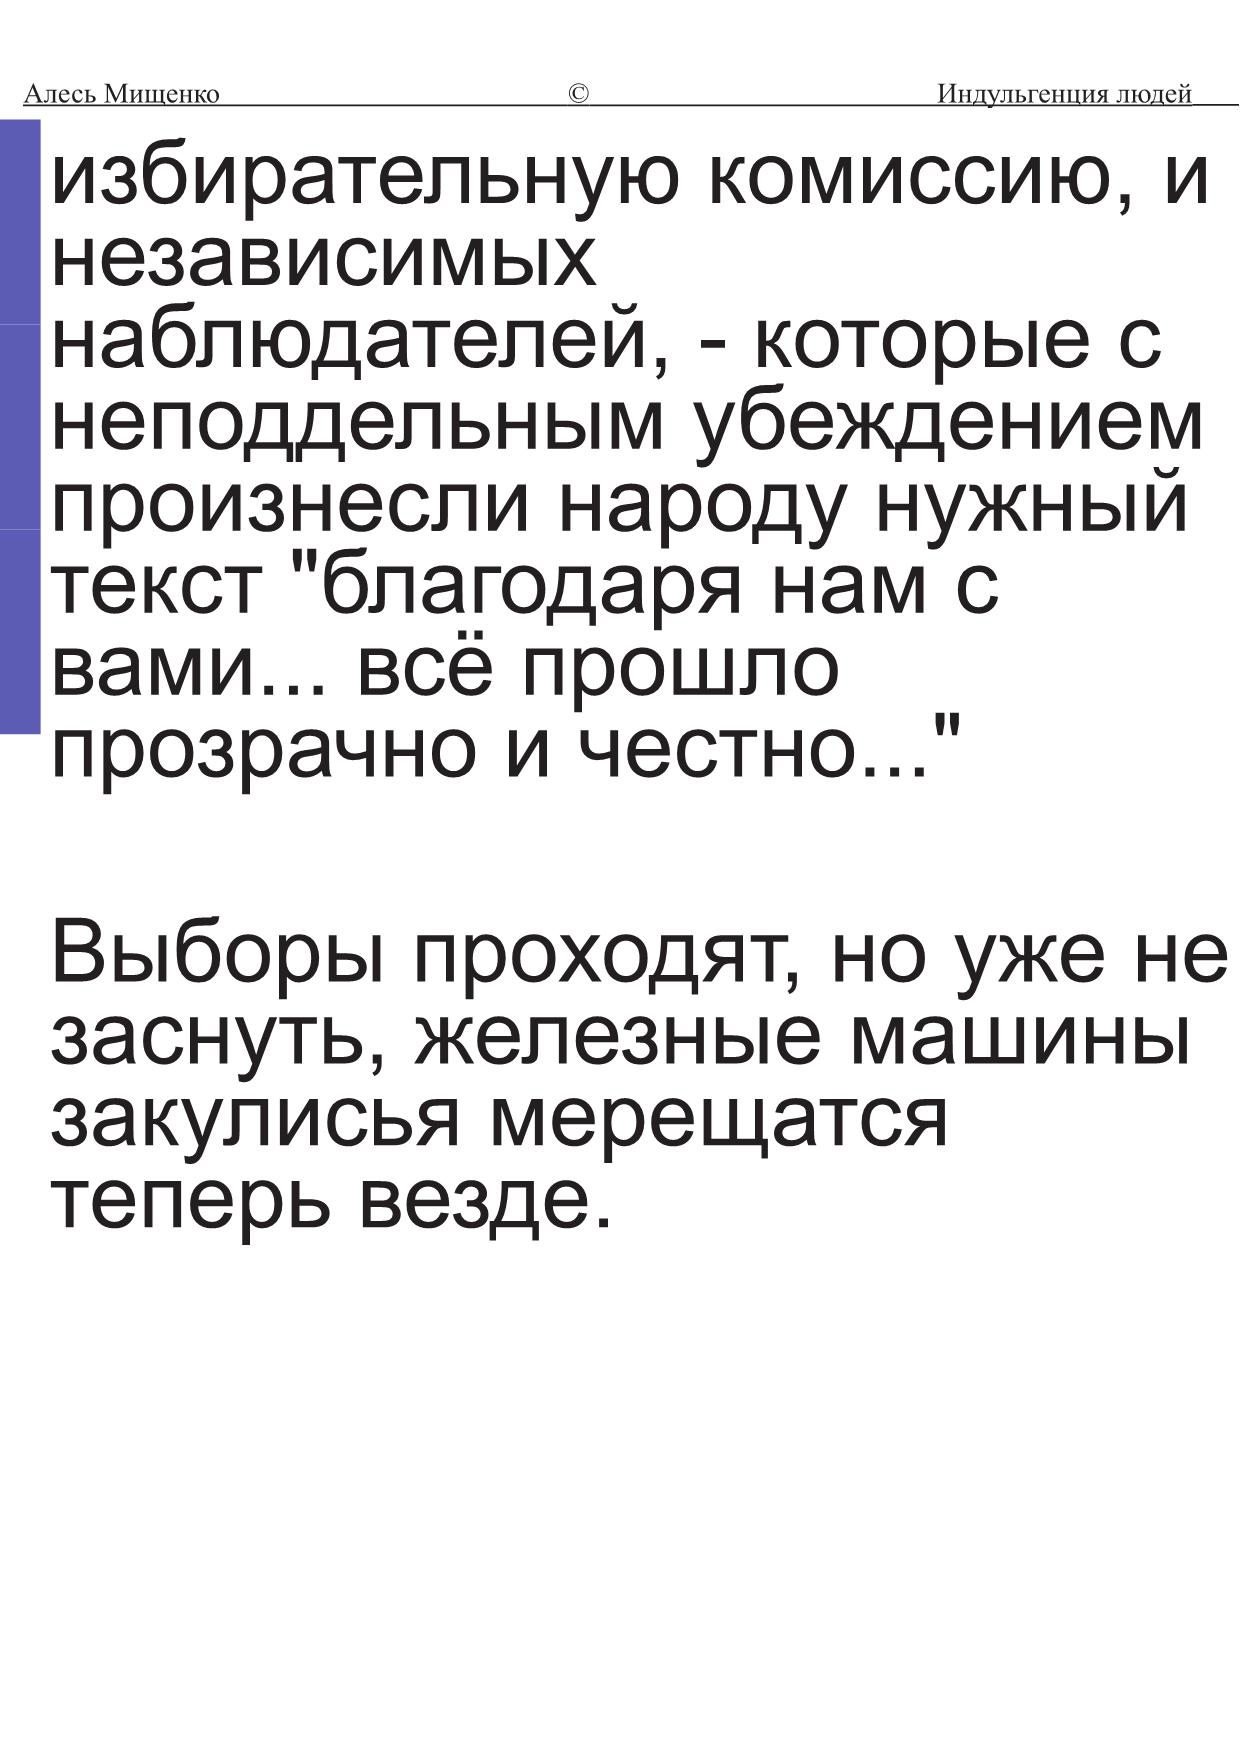 Алесь Мищенко © Индульгенция людей
избирательную комиссию, и
независимых
наблюдателей, - которые с
неподдельным убеждением
произнесли народу нужный
текст "благодаря нам с
вами... всё прошло
прозрачно и честно..."
Выборы проходят, но уже не
заснуть, железные машины
закулисья мерещатся
теперь везде.